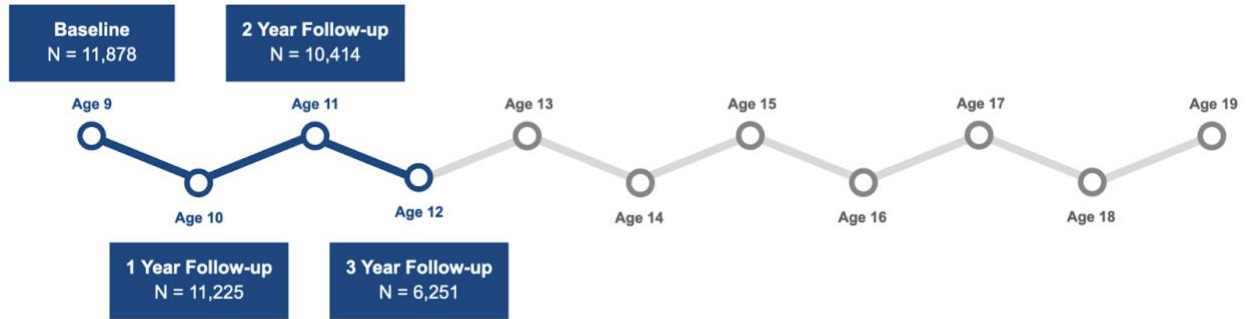 Baseline
N = 11,878
2 Year Follow-up
N = 10,414
Age 9
Age 11
Age 13
Age 15
Age 17
Age 19
Age 10
Age 12
Age 14
Age 16
Age 18
1 Year Follow-up
N = 11,225
3 Year Follow-up
N = 6,251